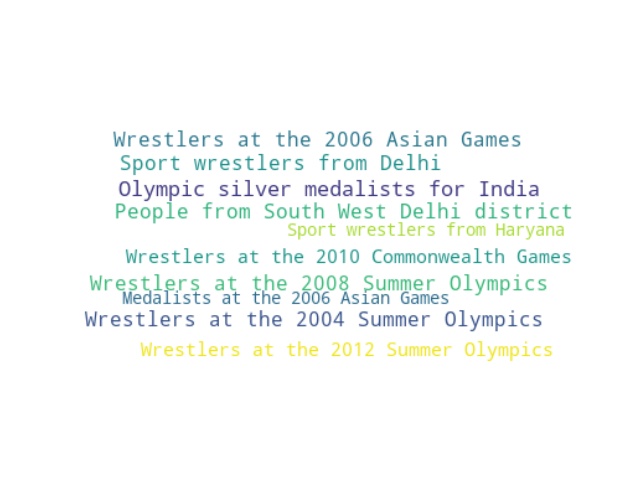 Wrestlers at the 2006 Asian Games
Sport wrestlers from Delhi
Olympic silver medalists for India
People from South West Delhi district
Sport wrestlers from Haryana
Wrestlers at the 2010 Commonwealth Games
Wrestlers at the 2008 Summer Olympics
Medalists at the 2006 Asian Games
Wrestlers at the 2004 Summer Olympics
Wrestlers at the 2012 Summer Olympics